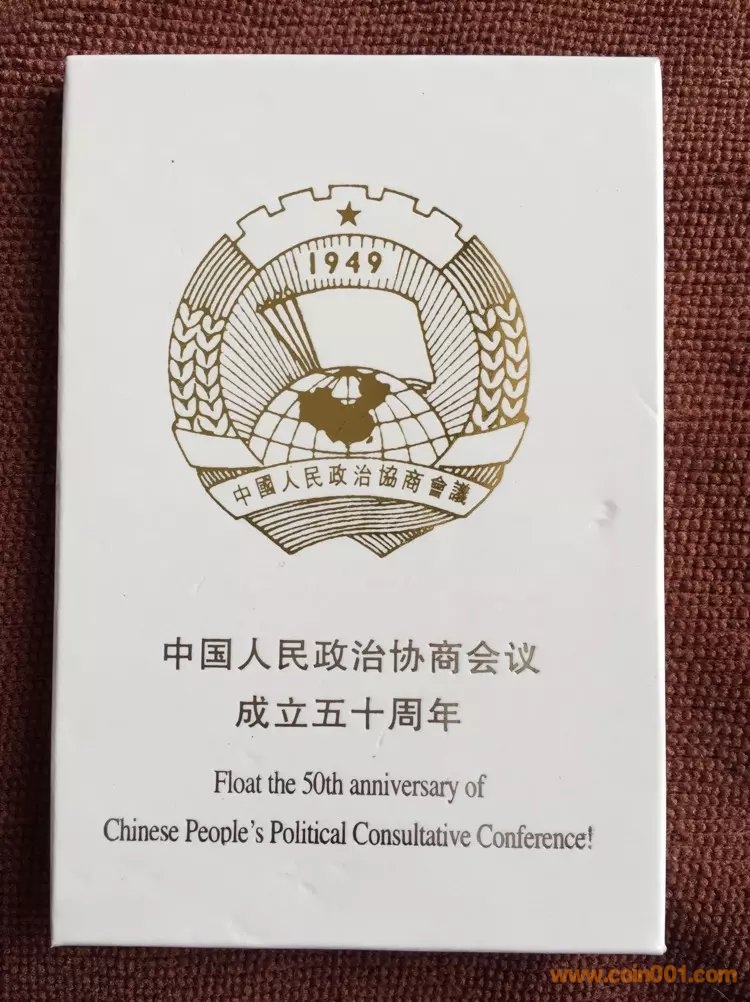 1949
中國人民政治協商會議
中国人民政治协商会议
成立五十周年
Float the 50th anniversary of
Chinese People's Political Consultative Conference!
www.coin001.com